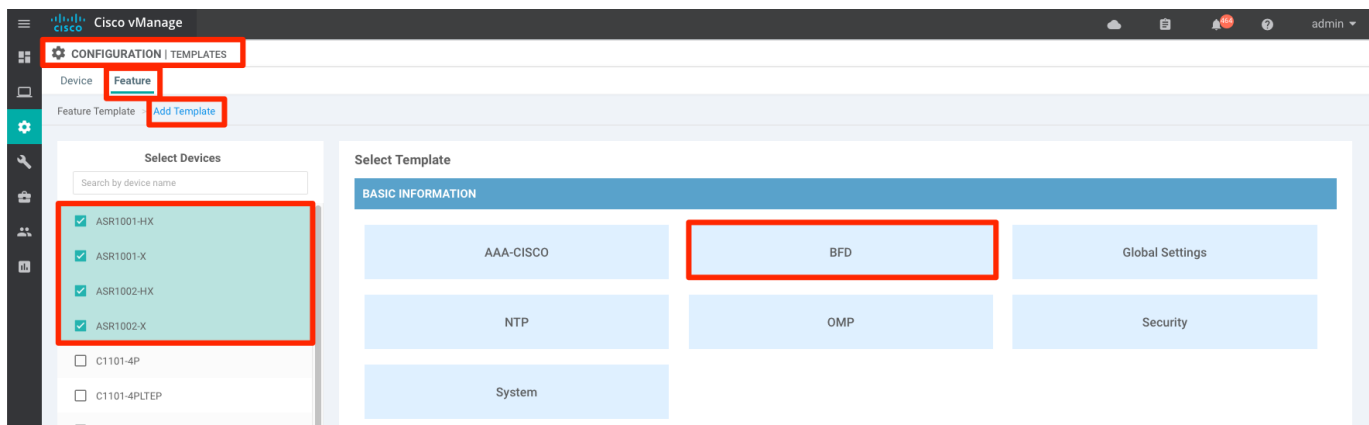 cisco Cisco vManage 464 admin
CONFIGURATION | TEMPLATES
Device Feature
Feature Template > Add Template
Select Devices
Search by device name
ASR1001-HX
ASR1001-X
ASR1002-HX
ASR1002-X
C1101-4P
C1101-4PLTEP
Select Template
BASIC INFORMATION
AAA-CISCO BFD Global Settings
NTP OMP Security
System